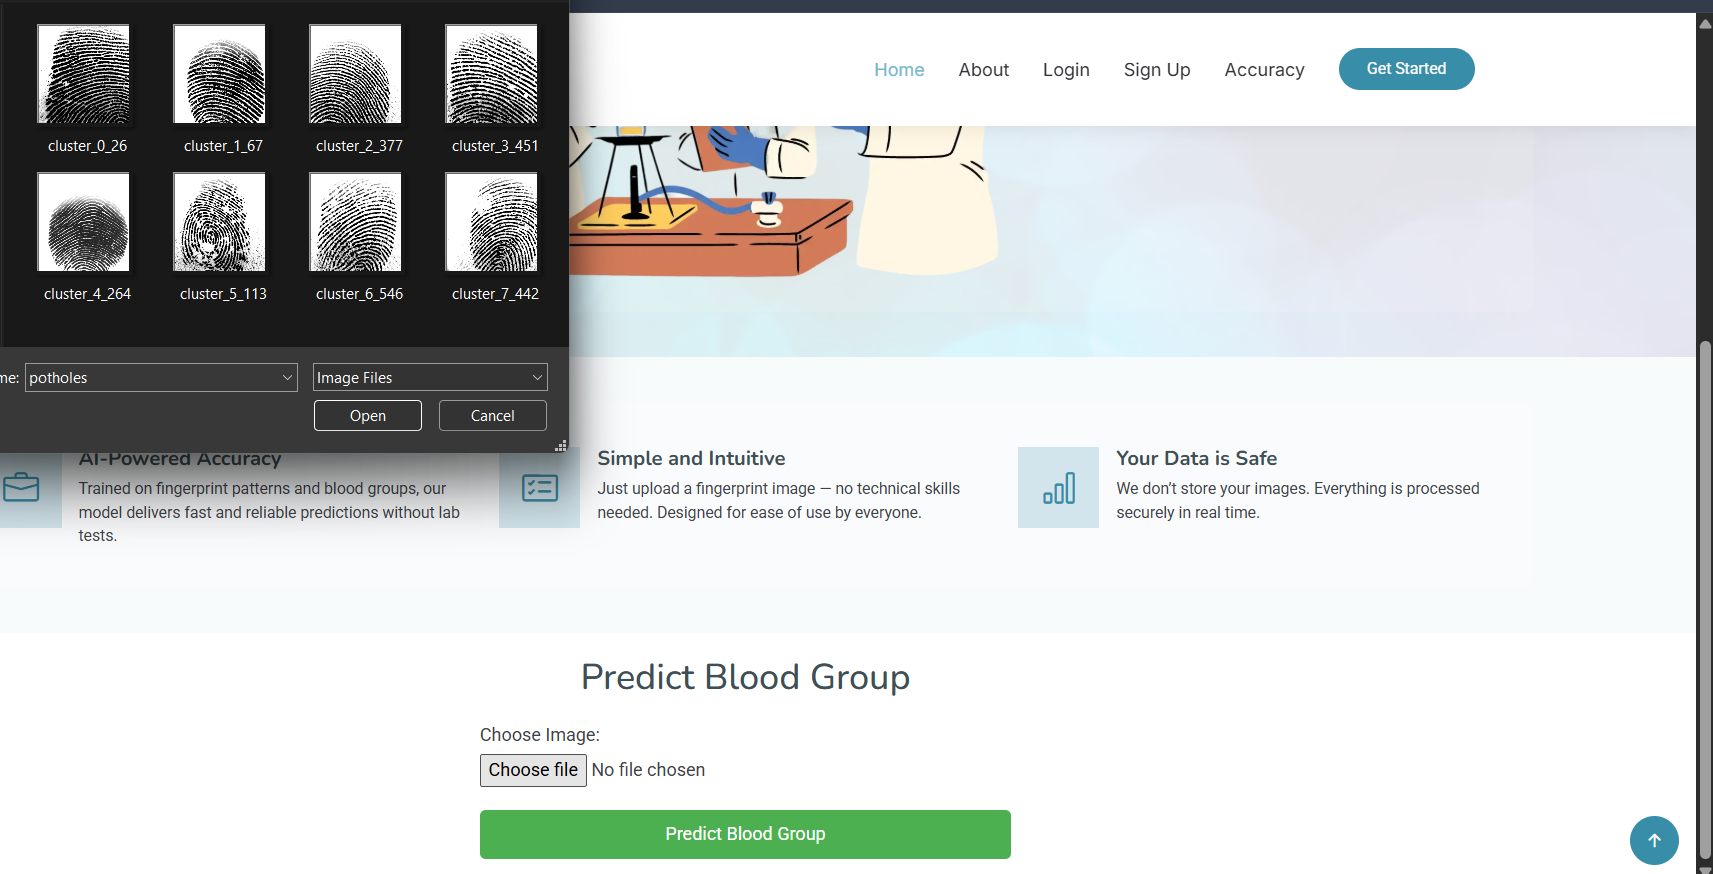 Home About Login Sign Up Accuracy Get Started
cluster_0_26 cluster_1_67 cluster_2_377 cluster_3_451
cluster_4_264 cluster_5_113 cluster_6_546 cluster_7_442
me: potholes Image Files
Open Cancel
AI-Powered Accuracy
Trained on fingerprint patterns and blood groups, our
model delivers fast and reliable predictions without lab
tests.
Simple and Intuitive
Just upload a fingerprint image — no technical skills
needed. Designed for ease of use by everyone.
Your Data is Safe
We don’t store your images. Everything is processed
securely in real time.
Predict Blood Group
Choose Image:
Choose file No file chosen
Predict Blood Group